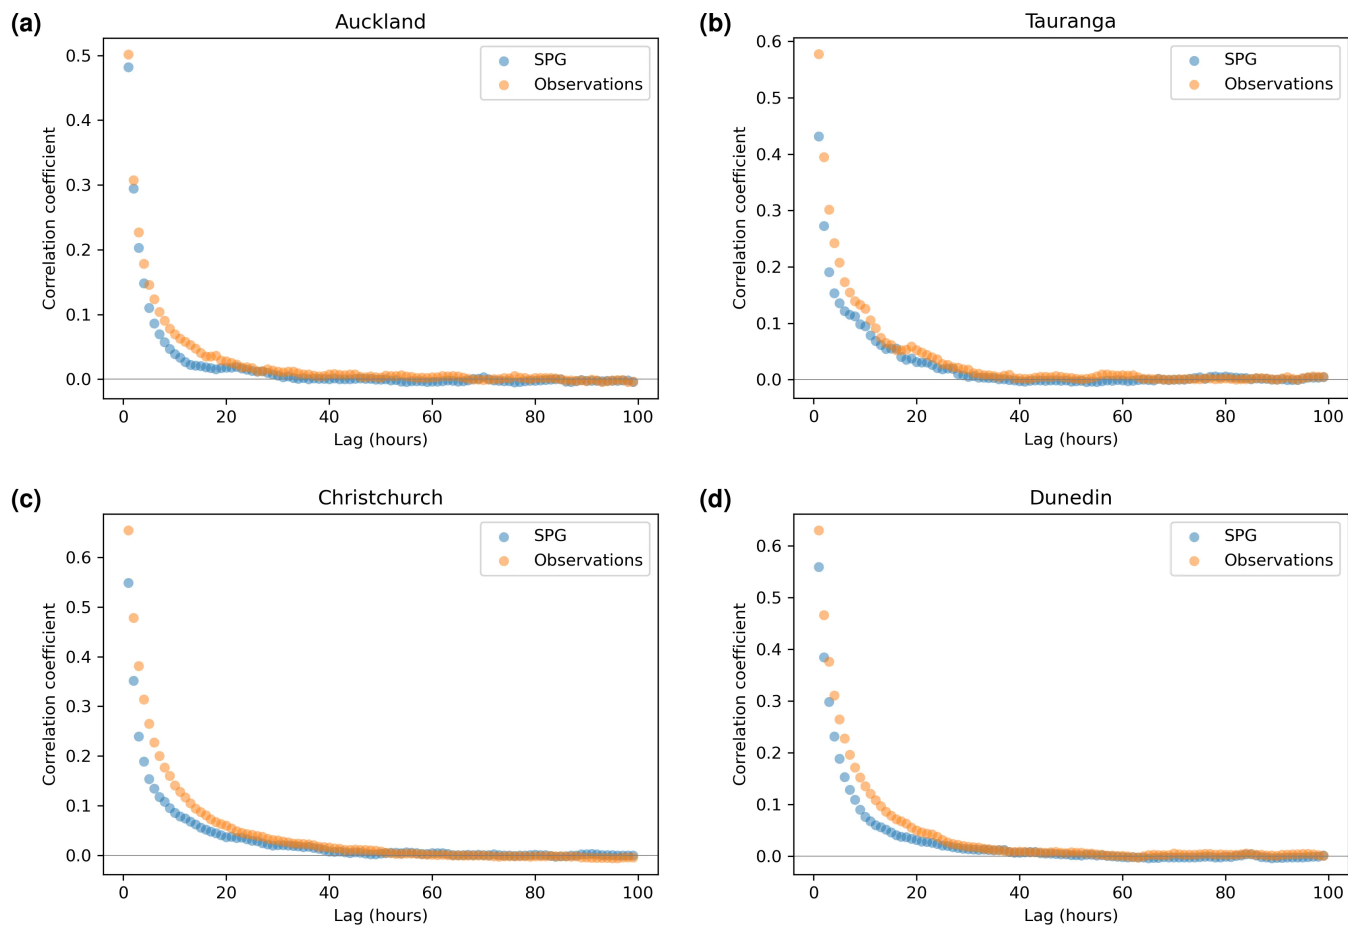 (a)
Auckland
SPG
Observations
0.5
0.4
0.3
0.2
0.1
0.0
Correlation coefficient
0 20 40 60 80 100
Lag (hours)
(b)
Tauranga
SPG
Observations
0.6
0.5
0.4
0.3
0.2
0.1
0.0
Correlation coefficient
0 20 40 60 80 100
Lag (hours)
(c)
Christchurch
SPG
Observations
0.6
0.5
0.4
0.3
0.2
0.1
0.0
Correlation coefficient
0 20 40 60 80 100
Lag (hours)
(d)
Dunedin
SPG
Observations
0.6
0.5
0.4
0.3
0.2
0.1
0.0
Correlation coefficient
0 20 40 60 80 100
Lag (hours)